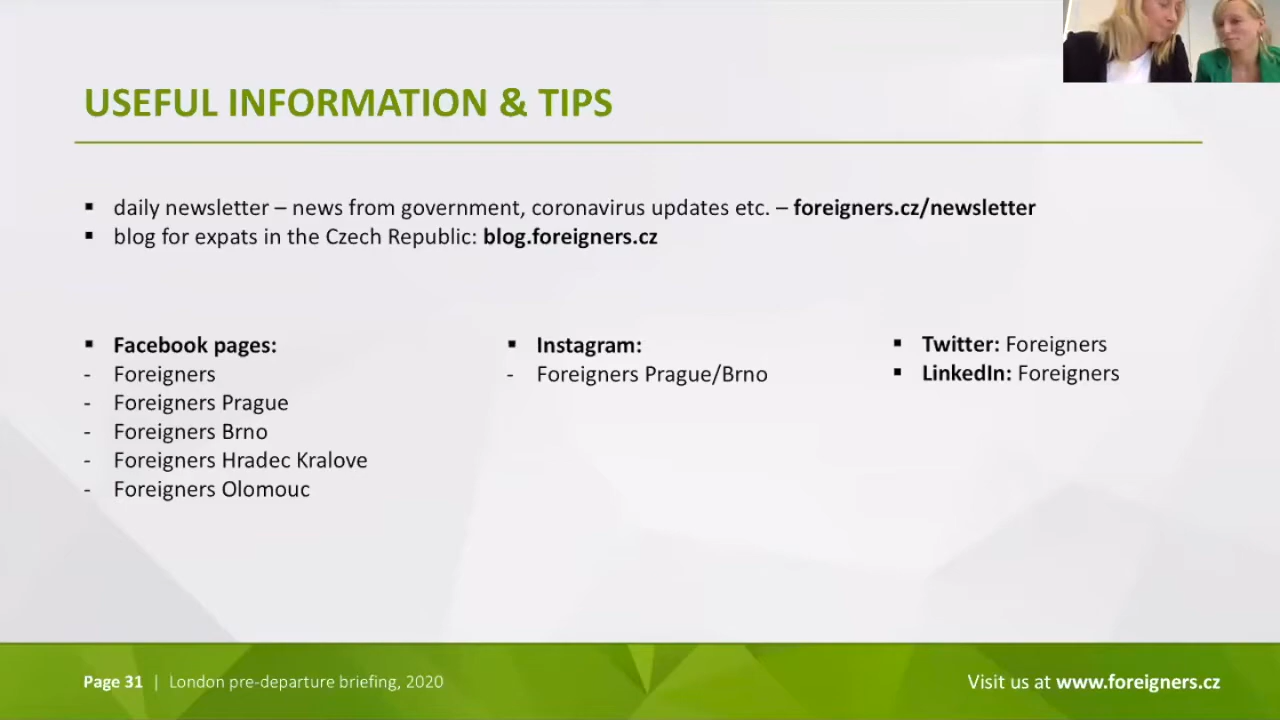 USEFUL INFORMATION & TIPS
▪ daily newsletter – news from government, coronavirus updates etc. – foreigners.cz/newsletter
▪ blog for expats in the Czech Republic: blog.foreigners.cz
▪ Facebook pages:
- Foreigners
- Foreigners Prague
- Foreigners Brno
- Foreigners Hradec Kralove
- Foreigners Olomouc
▪ Instagram:
- Foreigners Prague/Brno
▪ Twitter: Foreigners
▪ LinkedIn: Foreigners
Page 31 | London pre-departure briefing, 2020
Visit us at www.foreigners.cz